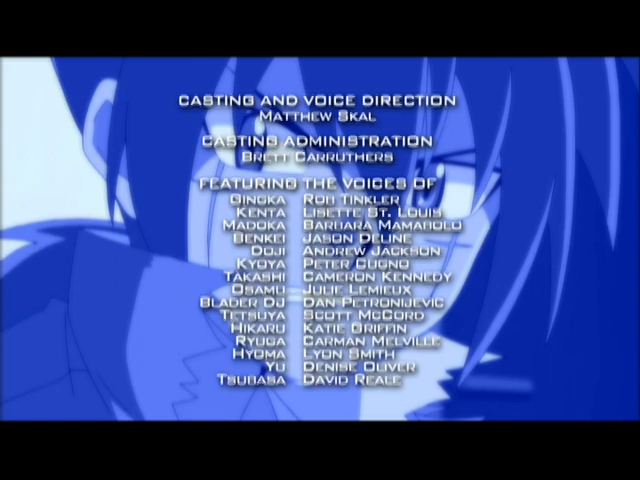 CASTING AND VOICE DIRECTION
MATTHEW SKAL
CASTING ADMINISTRATION
BRETT CARRUTHERS
FEATURING THE VOICES OF
GINGKA ROB TINKLER
KENTA LISETTE ST. LOUIS
MADOKA BARBARA MAMABOLO
BENKEI JASON DELINE
DOJI ANDREW JACKSON
KYOYA PETER CUGNO
TAKASHI CAMERON KENNEDY
OSAMU JULIE LEMIEUX
BLADER DJ DAN PETRONIJEVIC
TETSUYA SCOTT MCCORD
HIKARU KATIE GRIFFIN
RYUGA CARMAN MELVILLE
HYOMA LYON SMITH
YU DENISE OLIVER
TSUBASA DAVID REALE